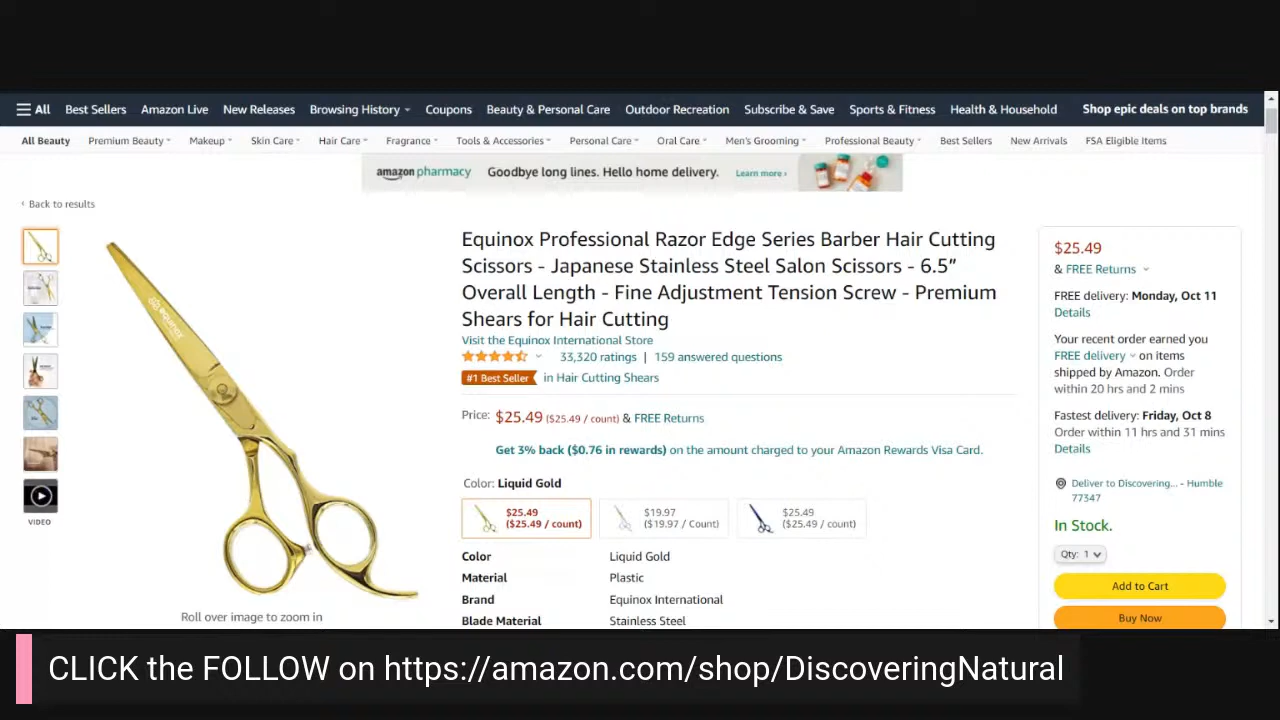 All Best Sellers Amazon Live New Releases Browsing History Coupons Beauty & Personal Care Outdoor Recreation Subscribe & Save Sports & Fitness Health & Household Shop epic deals on top brands
All Beauty Premium Beauty Makeup Skin Care Hair Care Fragrance Tools & Accessories Personal Care Oral Care Men's Grooming Professional Beauty Best Sellers New Arrivals FSA Eligible Items
amazon pharmacy Goodbye long lines. Hello home delivery. Learn more ›
‹ Back to results
equinox
VIDEO
Roll over image to zoom in
Equinox Professional Razor Edge Series Barber Hair Cutting
Scissors - Japanese Stainless Steel Salon Scissors - 6.5”
Overall Length - Fine Adjustment Tension Screw - Premium
Shears for Hair Cutting
Visit the Equinox International Store
33,320 ratings | 159 answered questions
#1 Best Seller in Hair Cutting Shears
Price: $25.49 ($25.49 / count) & FREE Returns
Get 3% back ($0.76 in rewards) on the amount charged to your Amazon Rewards Visa Card.
Color: Liquid Gold
$25.49 $19.97 $25.49
($25.49 / count) ($19.97 / Count) ($25.49 / count)
Color Liquid Gold
Material Plastic
Brand Equinox International
Blade Material Stainless Steel
$25.49
& FREE Returns
FREE delivery: Monday, Oct 11
Details
Your recent order earned you
FREE delivery on items
shipped by Amazon. Order
within 20 hrs and 2 mins
Fastest delivery: Friday, Oct 8
Order within 11 hrs and 31 mins
Details
Deliver to Discovering... - Humble
77347
In Stock.
Qty: 1
Add to Cart
Buy Now
CLICK the FOLLOW on https://amazon.com/shop/DiscoveringNatural